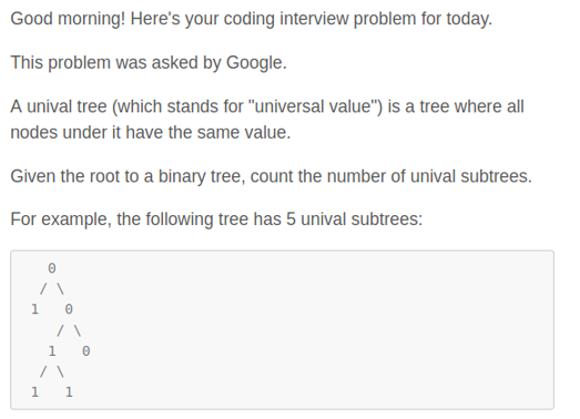 Good morning! Here's your coding interview problem for today.
This problem was asked by Google.
A unival tree (which stands for "universal value") is a tree where all
nodes under it have the same value.
Given the root to a binary tree, count the number of unival subtrees.
For example, the following tree has 5 unival subtrees:
    0
   / \
  1   0
     / \
    1   0
   / \
  1   1